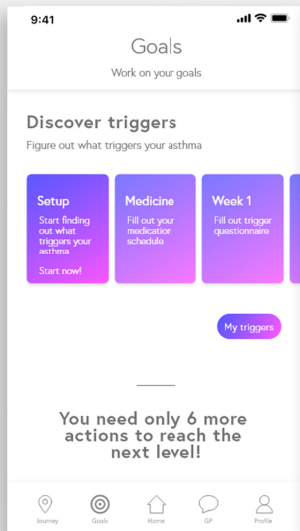 9:41
Goals
Work on your goals
Discover triggers
Figure out what triggers your asthma
Setup
Start finding
out what
triggers your
asthma
Start now!
Medicine
Fill out your
medication
schedule
Week 1
Fill out trigger
questionnaire
My triggers
You need only 6 more
actions to reach the
next level!
Journey
Goals
Home
GP
Profile